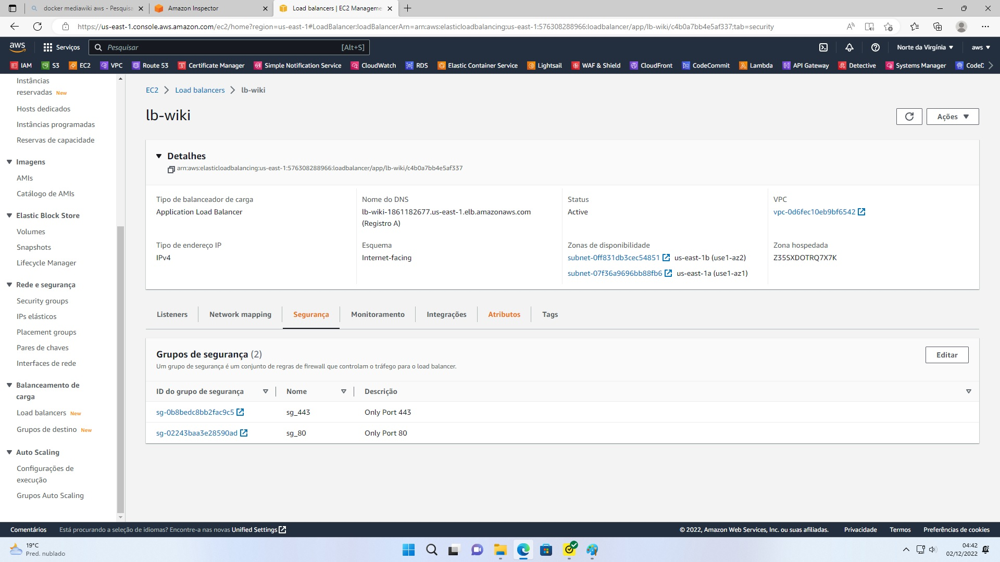 docker mediawiki aws - Pesquisa
Amazon Inspector
Load balancers | EC2 Manageme
https://us-east-1.console.aws.amazon.com/ec2/home?region=us-east-1#LoadBalancer:loadBalancerArn=arn:aws:elasticloadbalancing:us-east-1:576308288966:loadbalancer/app/lb-wiki/c4b0a7bb4e5af337;tab=security
aws
Serviços
Pesquisar
[Alt+S]
Norte da Virgínia
aws
IAM
S3
EC2
VPC
Route 53
Certificate Manager
Simple Notification Service
CloudWatch
RDS
Elastic Container Service
Lightsail
WAF & Shield
CloudFront
CodeCommit
Lambda
API Gateway
Detective
Systems Manager
CodeD
Instâncias
reservadas New
Hosts dedicados
Instâncias programadas
Reservas de capacidade
Imagens
AMIs
Catálogo de AMIs
Elastic Block Store
Volumes
Snapshots
Lifecycle Manager
Rede e segurança
Security groups
IPs elásticos
Placement groups
Pares de chaves
Interfaces de rede
Balanceamento de
carga
Load balancers New
Grupos de destino New
Auto Scaling
Configurações de
execução
Grupos Auto Scaling
EC2 > Load balancers > lb-wiki
lb-wiki
Ações
Detalhes
arn:aws:elasticloadbalancing:us-east-1:576308288966:loadbalancer/app/lb-wiki/c4b0a7bb4e5af337
Tipo de balanceador de carga
Application Load Balancer
Nome do DNS
lb-wiki-1861182677.us-east-1.elb.amazonaws.com
(Registro A)
Status
Active
VPC
vpc-0d6fec10eb9bf6542
Tipo de endereço IP
IPv4
Esquema
Internet-facing
Zonas de disponibilidade
subnet-0ff831db3cec54851 us-east-1b (use1-az2)
subnet-07f36a9696bb88fb6 us-east-1a (use1-az1)
Zona hospedada
Z35SXDOTRQ7X7K
Listeners
Network mapping
Segurança
Monitoramento
Integrações
Atributos
Tags
Grupos de segurança (2)
Um grupo de segurança é um conjunto de regras de firewall que controlam o tráfego para o load balancer.
Editar
ID do grupo de segurança
Nome
Descrição
sg-0b8bedc8bb2fac9c5
sg_443
Only Port 443
sg-02243baa3e28590ad
sg_80
Only Port 80
Comentários
Está procurando a seleção de idiomas? Encontre-a nas novas Unified Settings
© 2022, Amazon Web Services, Inc. ou suas afiliadas.
Privacidade
Termos
Preferências de cookies
19°C
Pred. nublado
04:42
02/12/2022